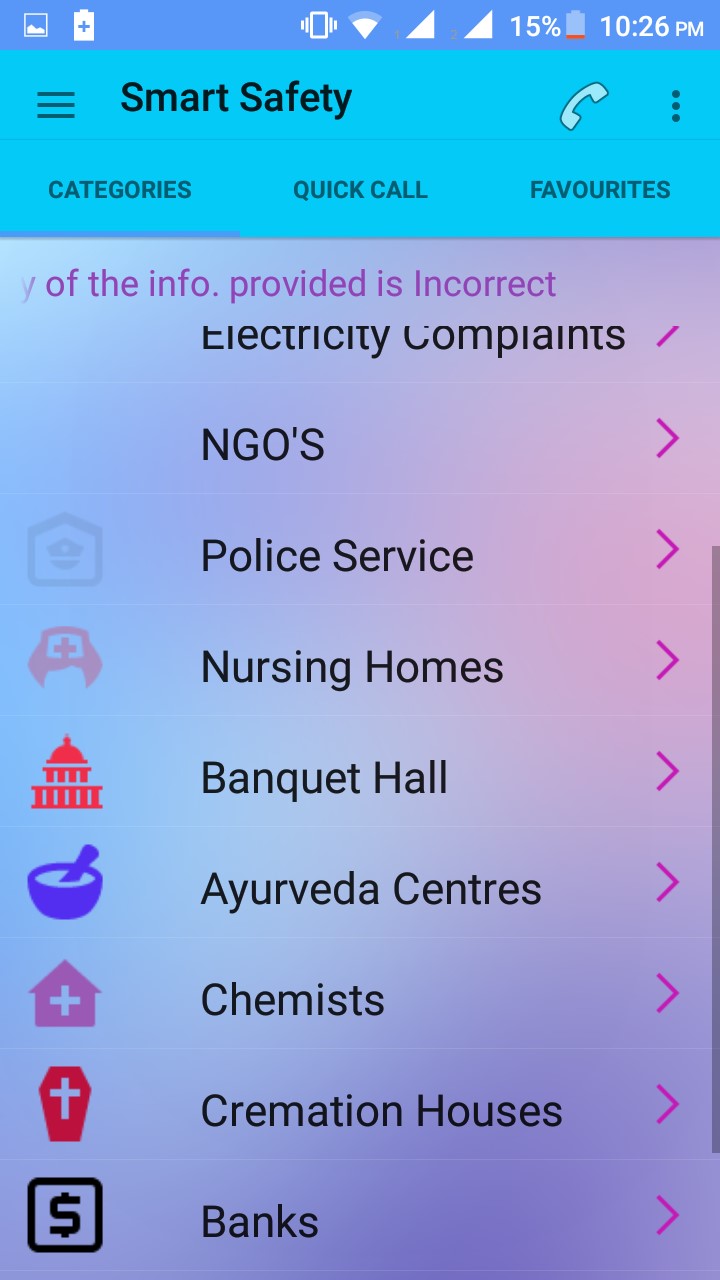 15% 10:26 PM
Smart Safety
CATEGORIES QUICK CALL FAVOURITES
of the info. provided is Incorrect
Electricity Complaints
NGO'S
Police Service
Nursing Homes
Banquet Hall
Ayurveda Centres
Chemists
Cremation Houses
Banks